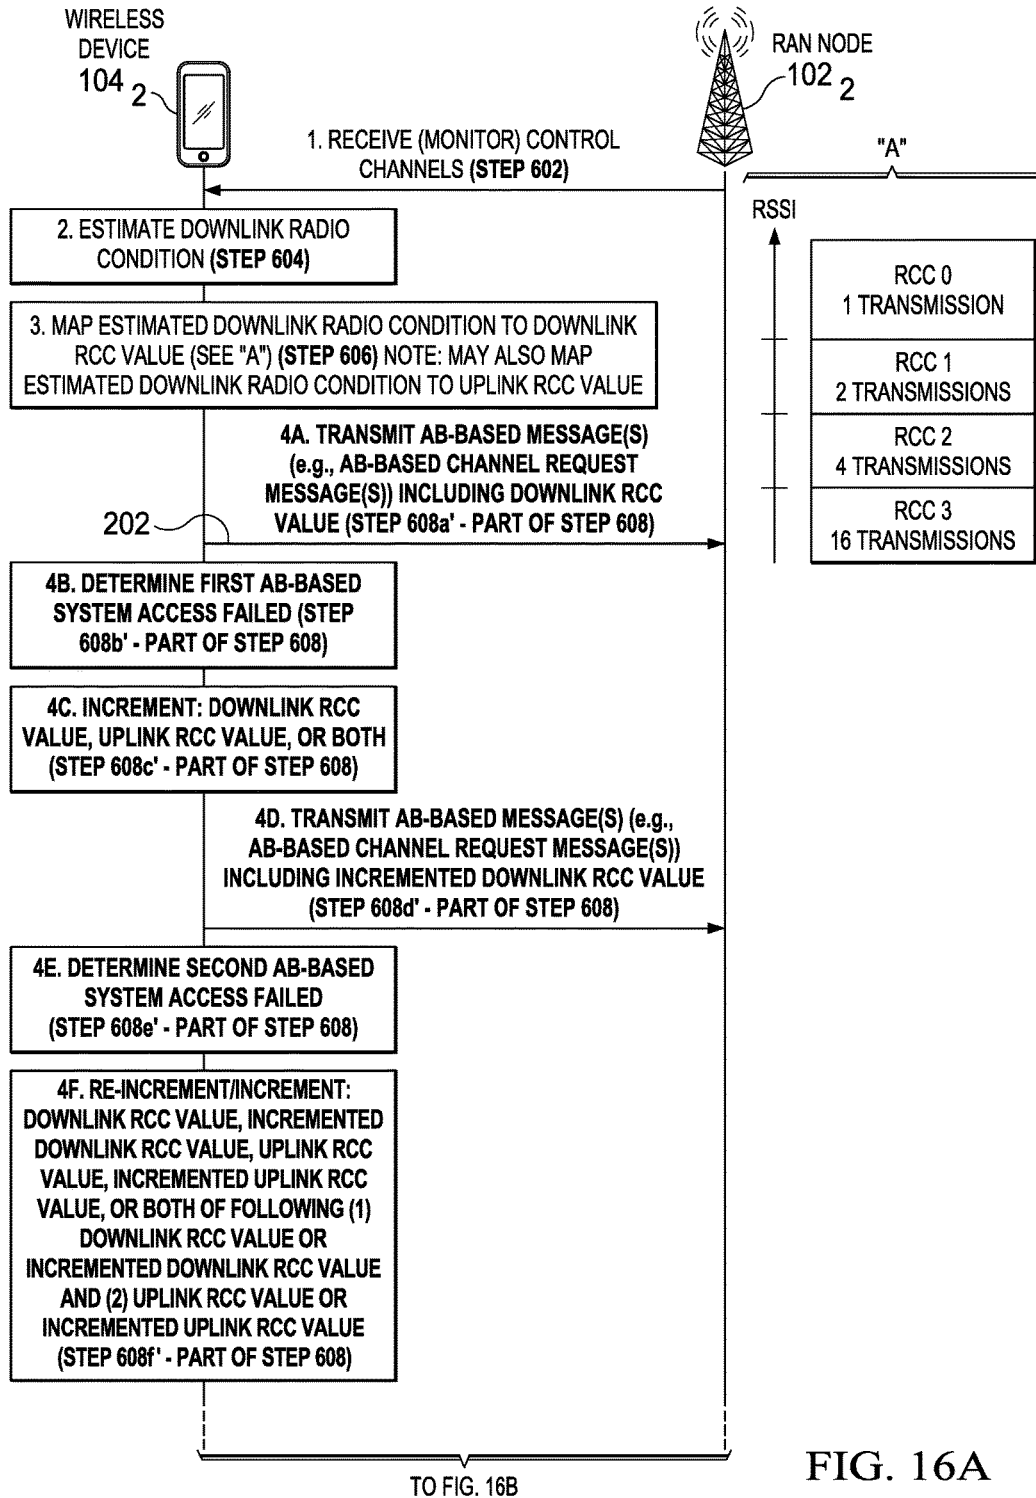 WIRELESS
DEVICE
104 2
RAN NODE
102 2
1. RECEIVE (MONITOR) CONTROL
CHANNELS (STEP 602)
"A"
RSSI
RCC 0
1 TRANSMISSION
RCC 1
2 TRANSMISSIONS
RCC 2
4 TRANSMISSIONS
RCC 3
16 TRANSMISSIONS
2. ESTIMATE DOWNLINK RADIO
CONDITION (STEP 604)
3. MAP ESTIMATED DOWNLINK RADIO CONDITION TO DOWNLINK
RCC VALUE (SEE "A") (STEP 606) NOTE: MAY ALSO MAP
ESTIMATED DOWNLINK RADIO CONDITION TO UPLINK RCC VALUE
4A. TRANSMIT AB-BASED MESSAGE(S)
(e.g., AB-BASED CHANNEL REQUEST
MESSAGE(S)) INCLUDING DOWNLINK RCC
VALUE (STEP 608a' - PART OF STEP 608)
202
4B. DETERMINE FIRST AB-BASED
SYSTEM ACCESS FAILED (STEP
608b' - PART OF STEP 608)
4C. INCREMENT: DOWNLINK RCC
VALUE, UPLINK RCC VALUE, OR BOTH
(STEP 608c' - PART OF STEP 608)
4D. TRANSMIT AB-BASED MESSAGE(S) (e.g.,
AB-BASED CHANNEL REQUEST MESSAGE(S))
INCLUDING INCREMENTED DOWNLINK RCC VALUE
(STEP 608d' - PART OF STEP 608)
4E. DETERMINE SECOND AB-BASED
SYSTEM ACCESS FAILED
(STEP 608e' - PART OF STEP 608)
4F. RE-INCREMENT/INCREMENT:
DOWNLINK RCC VALUE, INCREMENTED
DOWNLINK RCC VALUE, UPLINK RCC
VALUE, INCREMENTED UPLINK RCC
VALUE, OR BOTH OF FOLLOWING (1)
DOWNLINK RCC VALUE OR
INCREMENTED DOWNLINK RCC VALUE
AND (2) UPLINK RCC VALUE OR
INCREMENTED UPLINK RCC VALUE
(STEP 608f' - PART OF STEP 608)
TO FIG. 16B
FIG. 16A